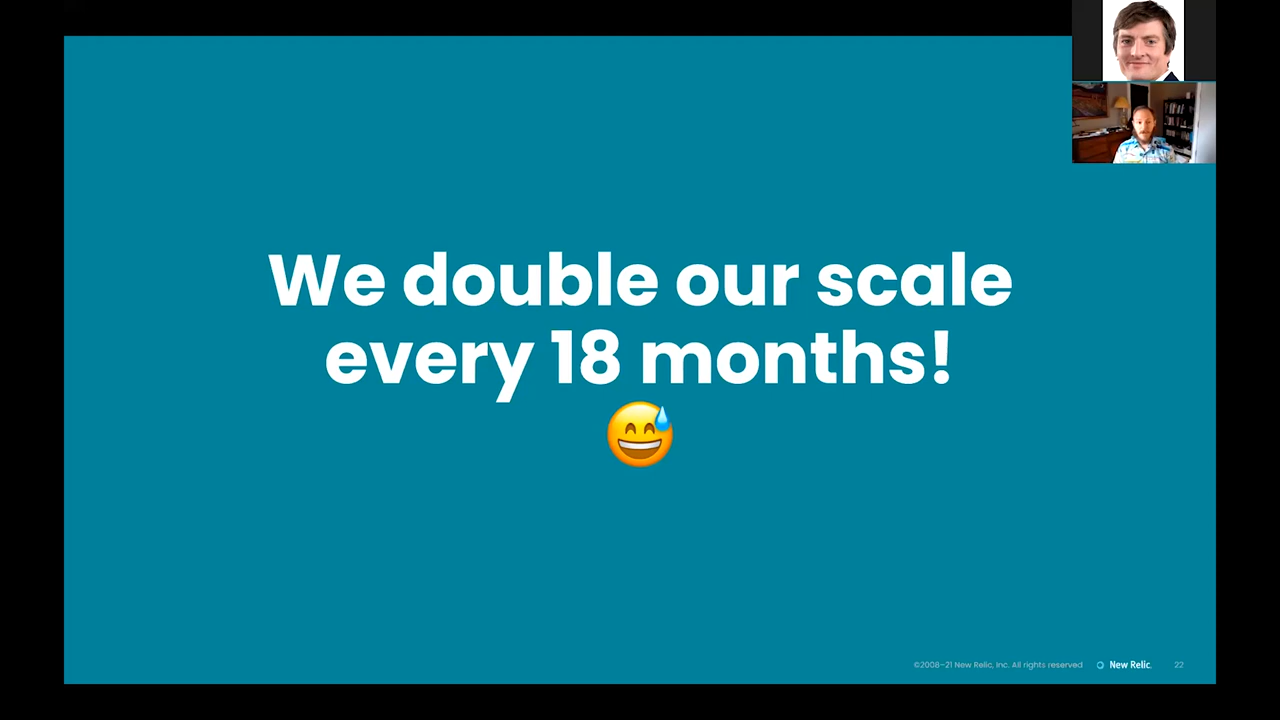 We double our scale
every 18 months!
©2008–21 New Relic, Inc. All rights reserved New Relic. 22